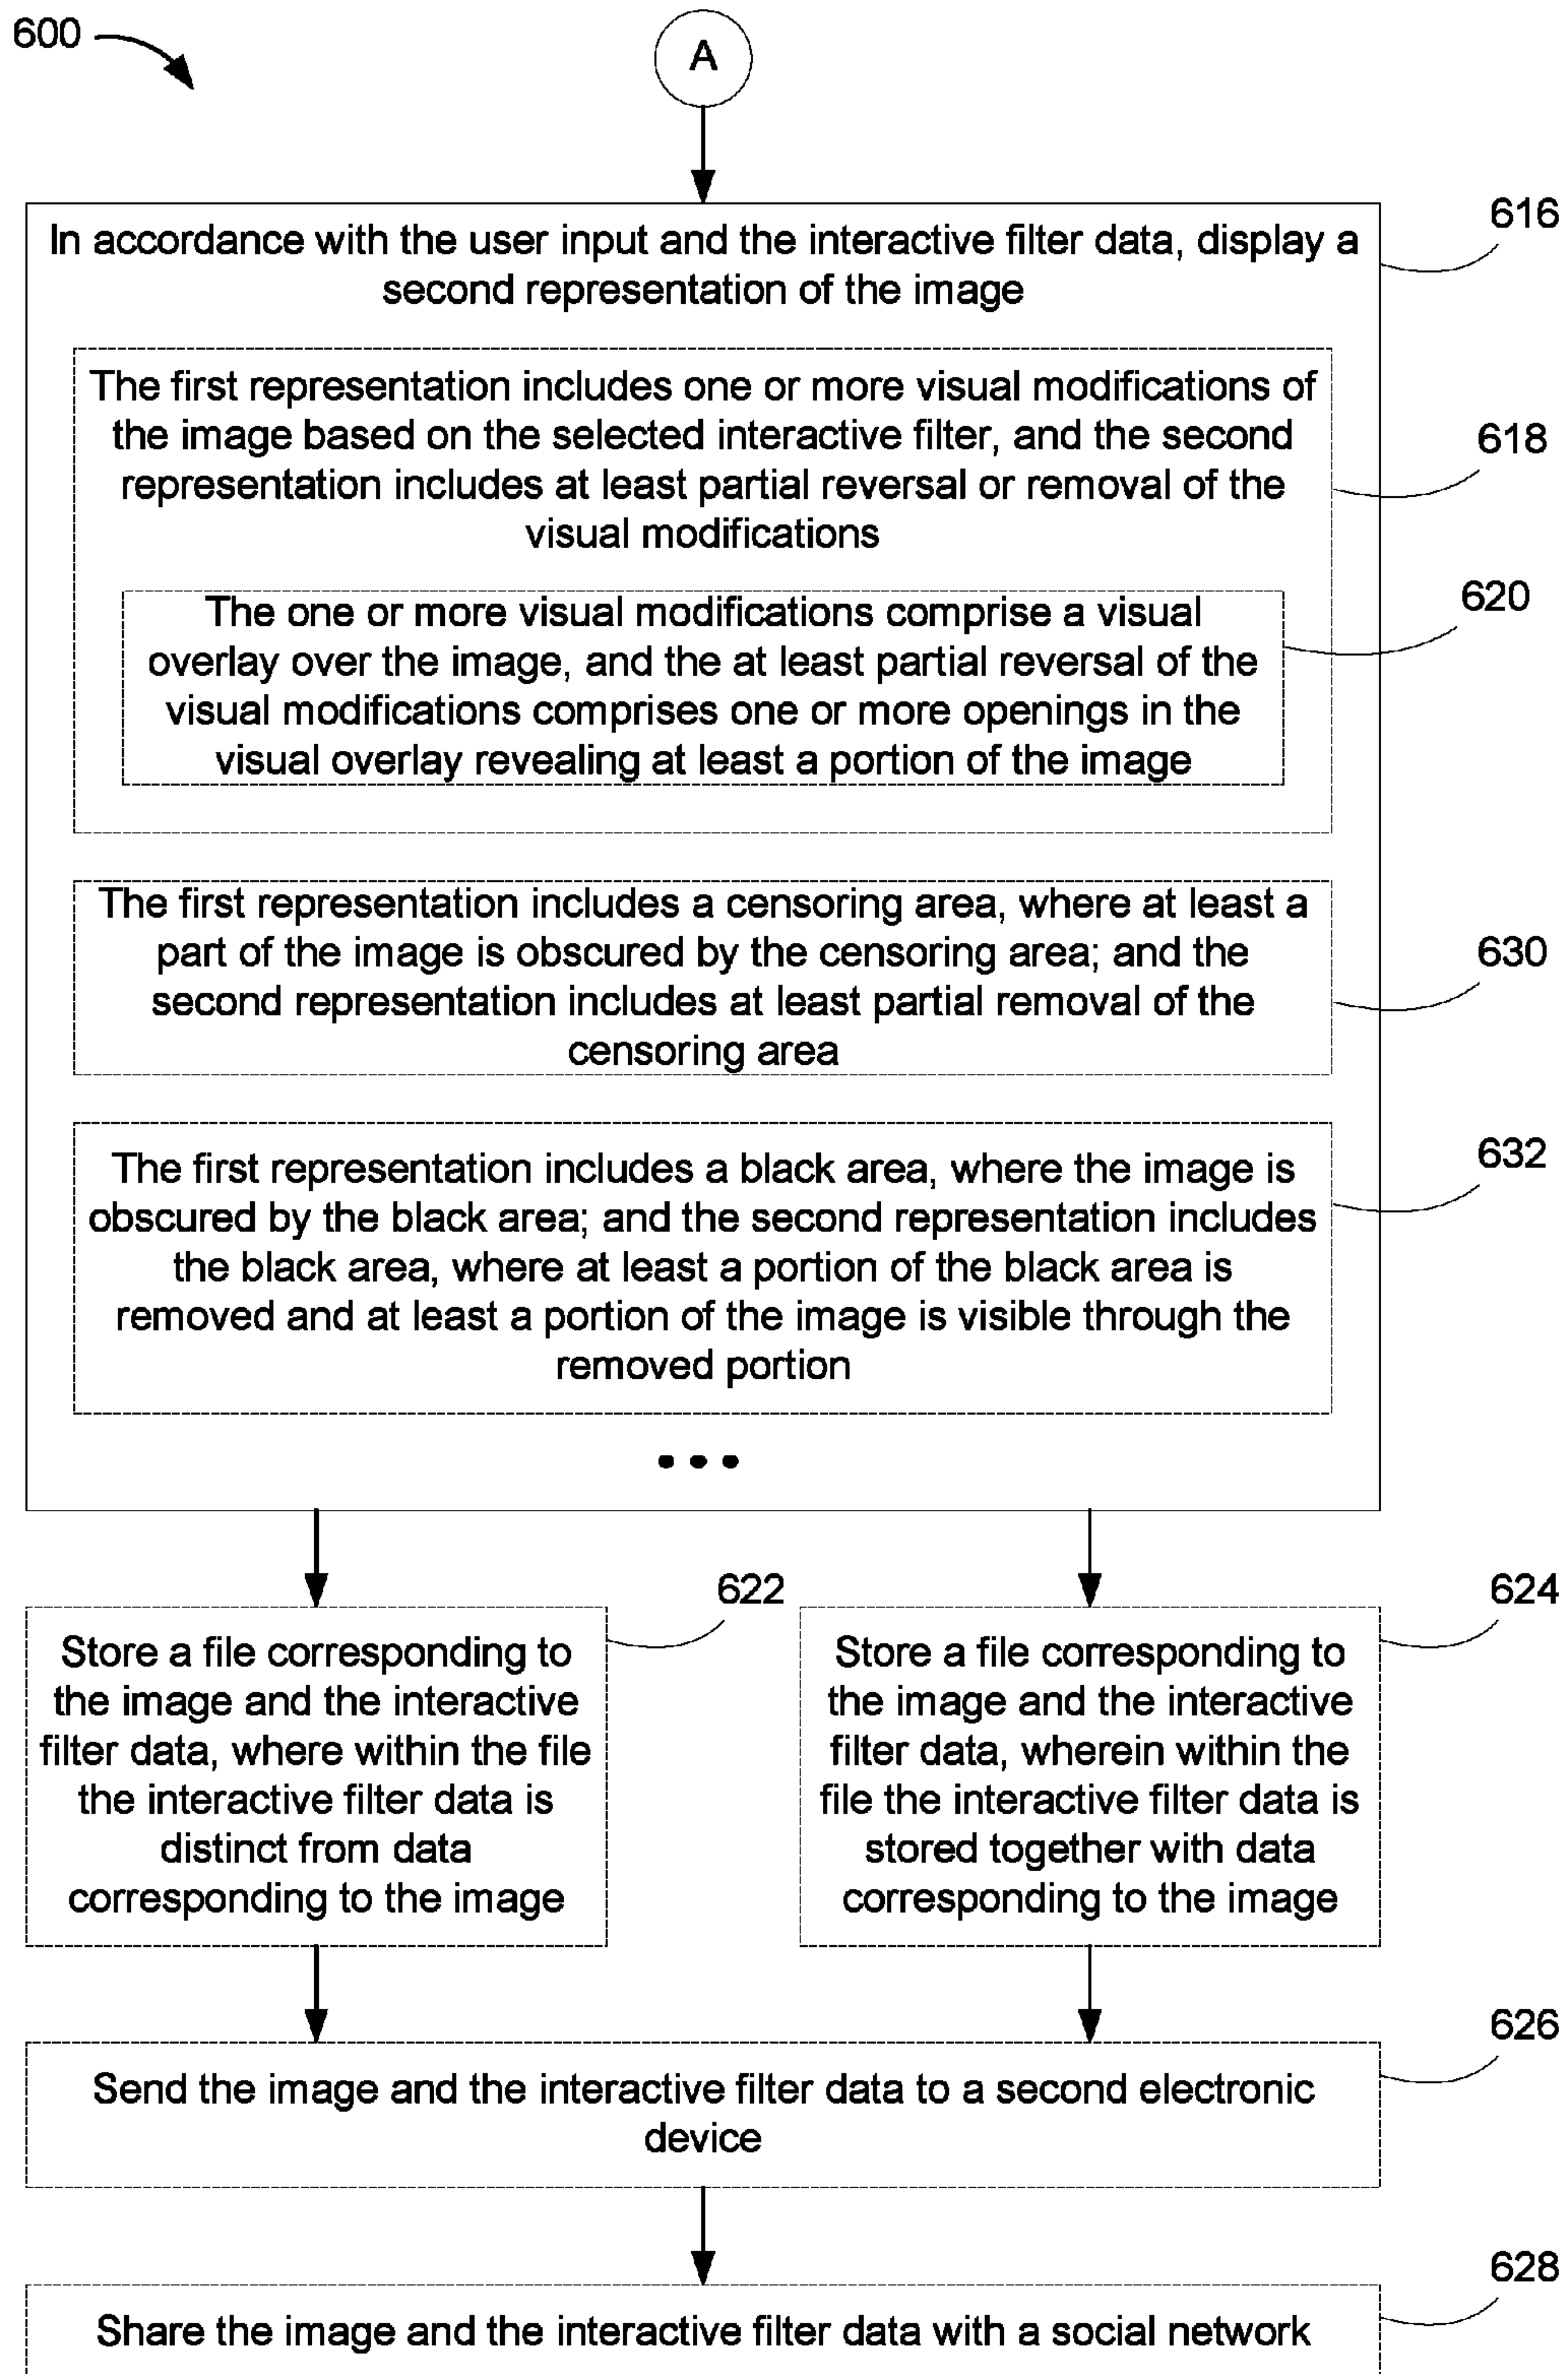 600
A
616
In accordance with the user input and the interactive filter data, display a
second representation of the image
The first representation includes one or more visual modifications of
the image based on the selected interactive filter, and the second
representation includes at least partial reversal or removal of the
visual modifications
618
The one or more visual modifications comprise a visual
overlay over the image, and the at least partial reversal of the
visual modifications comprises one or more openings in the
visual overlay revealing at least a portion of the image
620
The first representation includes a censoring area, where at least a
part of the image is obscured by the censoring area; and the
second representation includes at least partial removal of the
censoring area
630
The first representation includes a black area, where the image is
obscured by the black area; and the second representation includes
the black area, where at least a portion of the black area is
removed and at least a portion of the image is visible through the
removed portion
632
• • •
622
Store a file corresponding to
the image and the interactive
filter data, where within the file
the interactive filter data is
distinct from data
corresponding to the image
624
Store a file corresponding to
the image and the interactive
filter data, wherein within the
file the interactive filter data is
stored together with data
corresponding to the image
626
Send the image and the interactive filter data to a second electronic
device
628
Share the image and the interactive filter data with a social network